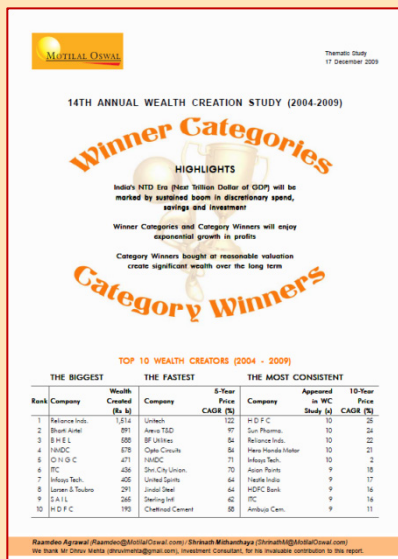 MOTILAL OSWAL
Thematic Study
17 December 2009
14TH ANNUAL WEALTH CREATION STUDY (2004-2009)
Winner Categories
HIGHLIGHTS
India's NTD Era (Next Trillion Dollar of GDP) will be
marked by sustained boom in discretionary spend,
savings and investment
Winner Categories and Category Winners will enjoy
exponential growth in profits
Category Winners bought at reasonable valuation
create significant wealth over the long term
Category Winners
TOP 10 WEALTH CREATORS (2004 - 2009)
THE BIGGEST THE FASTEST THE MOST CONSISTENT
Wealth 5-Year Appeared 10-Year
Created Price in WC Price
Rank Company (Rs b) Company CAGR (%) Company Study (x) CAGR (%)
1 Reliance Inds. 1,514 Unitech 122 H D F C 10 25
2 Bharti Airtel 891 Areva T&D 97 Sun Pharma. 10 24
3 B H E L 588 BF Utilities 84 Reliance Inds. 10 22
4 NMDC 578 Opto Circuits 84 Hero Honda Motor 10 21
5 O N G C 471 NMDC 71 Infosys Tech. 10 2
6 ITC 436 Shri. City Union. 70 Asian Paints 9 18
7 Infosys Tech. 405 United Spirits 64 Nestle India 9 17
8 Larsen & Toubro 291 Jindal Steel 64 HDFC Bank 9 16
9 S A I L 265 Sterling Inf. 62 ITC 9 16
10 H D F C 193 Chettinad Cement 58 Ambuja Cem. 9 11
Raamdeo Agrawal (Raamdeo@MotilalOswal.com) / Shrinath Mithanthaya (ShrinathM@MotilalOswal.com)
We thank Mr Dhruv Mehta (dhruvmehta@gmail.com), Investment Consultant, for his invaluable contribution to this report.